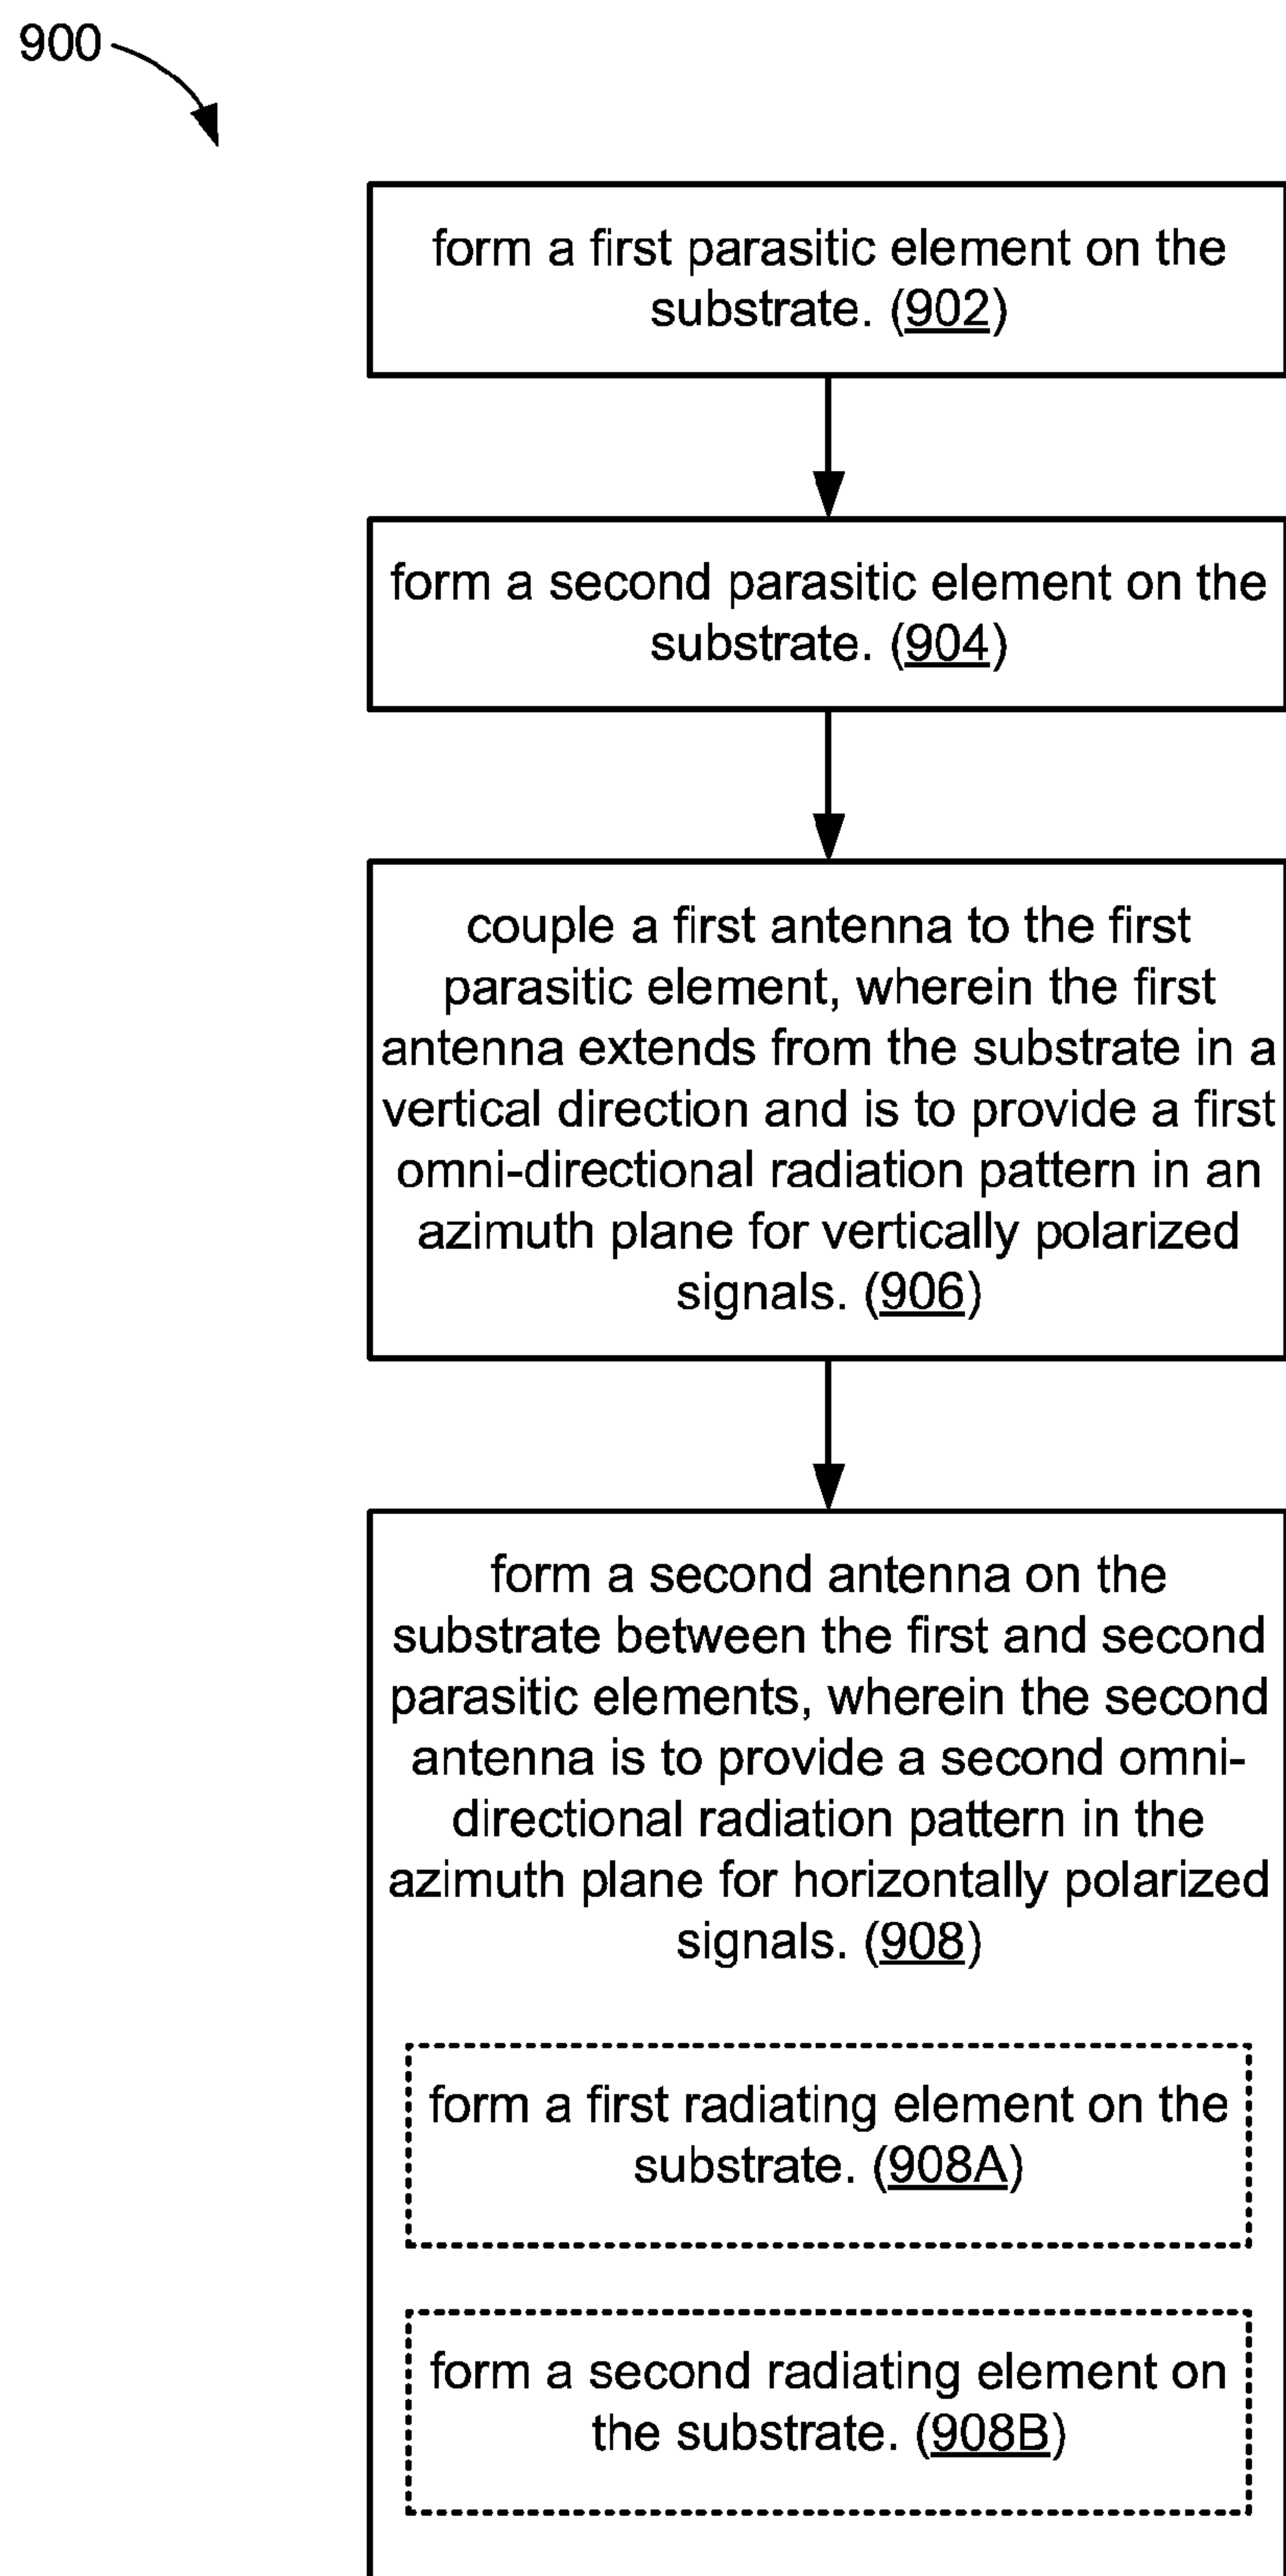 900
form a first parasitic element on the
substrate. (902)
form a second parasitic element on the
substrate. (904)
couple a first antenna to the first
parasitic element, wherein the first
antenna extends from the substrate in a
vertical direction and is to provide a first
omni-directional radiation pattern in an
azimuth plane for vertically polarized
signals. (906)
form a second antenna on the
substrate between the first and second
parasitic elements, wherein the second
antenna is to provide a second omni-
directional radiation pattern in the
azimuth plane for horizontally polarized
signals. (908)
form a first radiating element on the
substrate. (908A)
form a second radiating element on
the substrate. (908B)